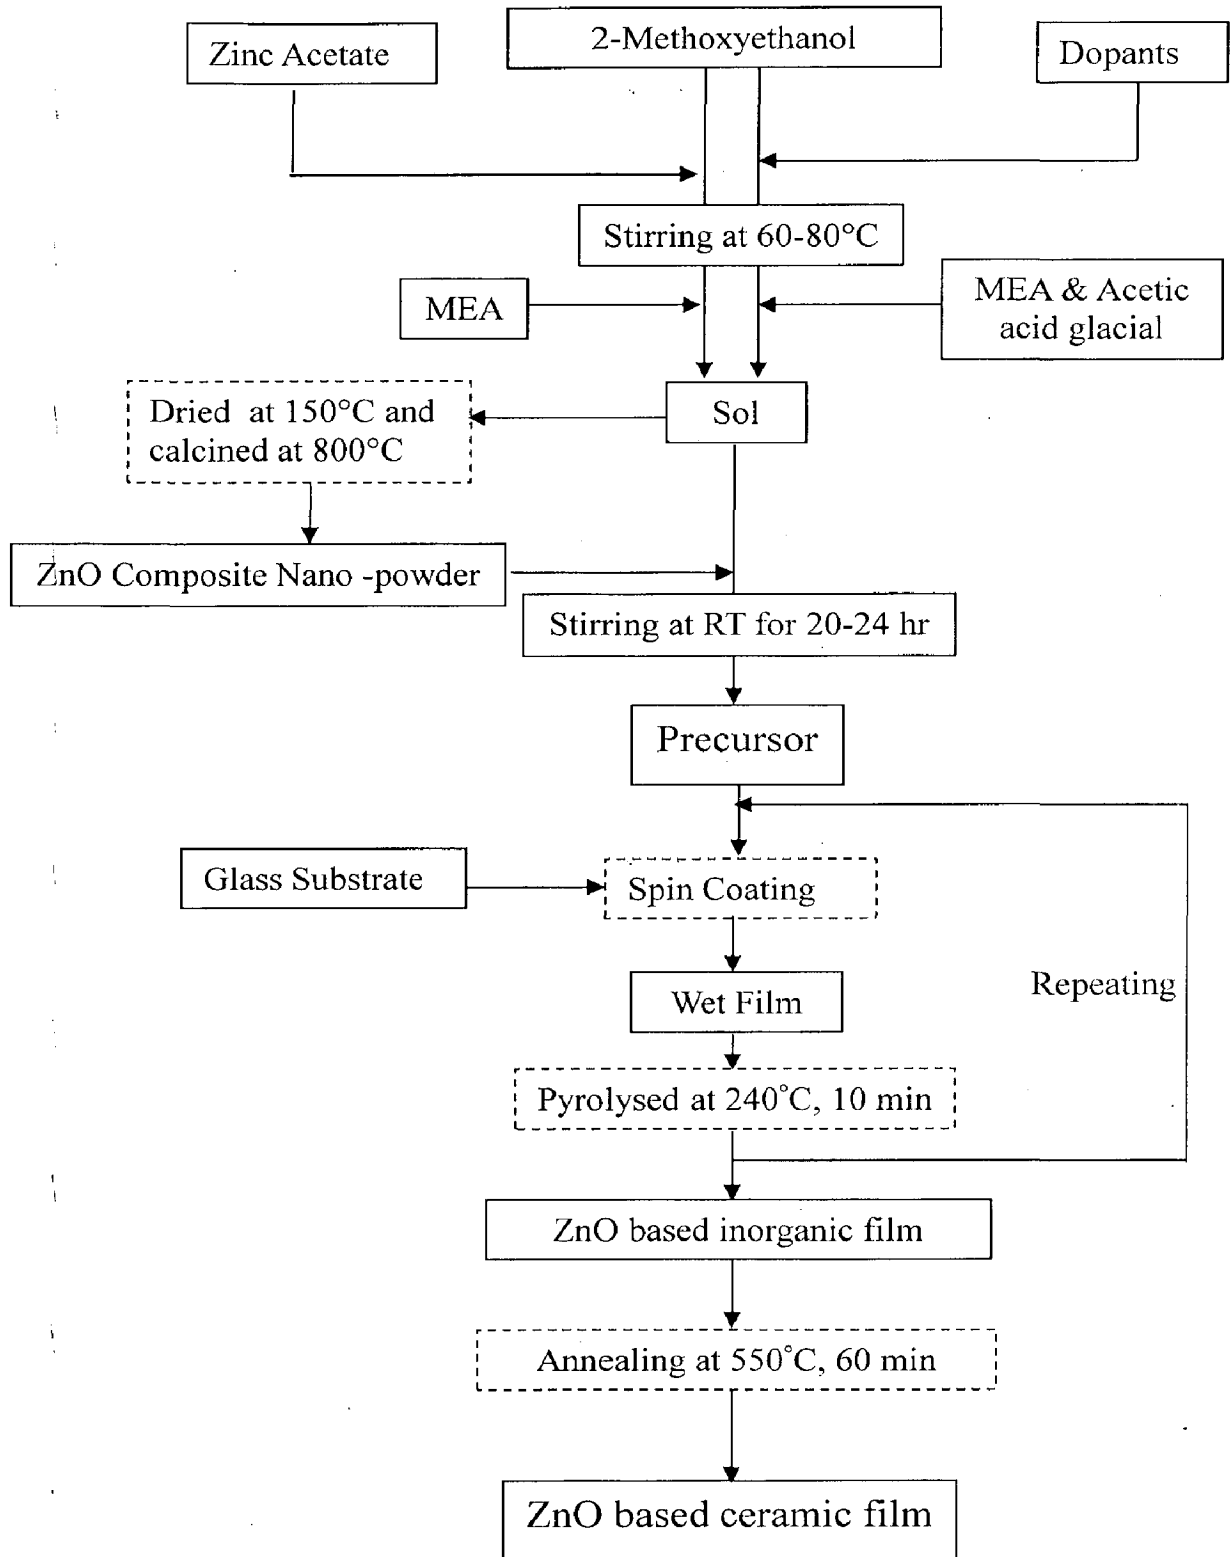 2-Methoxyethanol
Zinc Acetate
Dopants
Stirring at 60-80°C
MEA
MEA & Acetic
acid glacial
Sol
Dried at 150°C and
calcined at 800°C
ZnO Composite Nano -powder
Stirring at RT for 20-24 hr
Precursor
Glass Substrate
Spin Coating
Wet Film
Repeating
Pyrolysed at 240°C, 10 min
ZnO based inorganic film
Annealing at 550°C, 60 min
ZnO based ceramic film